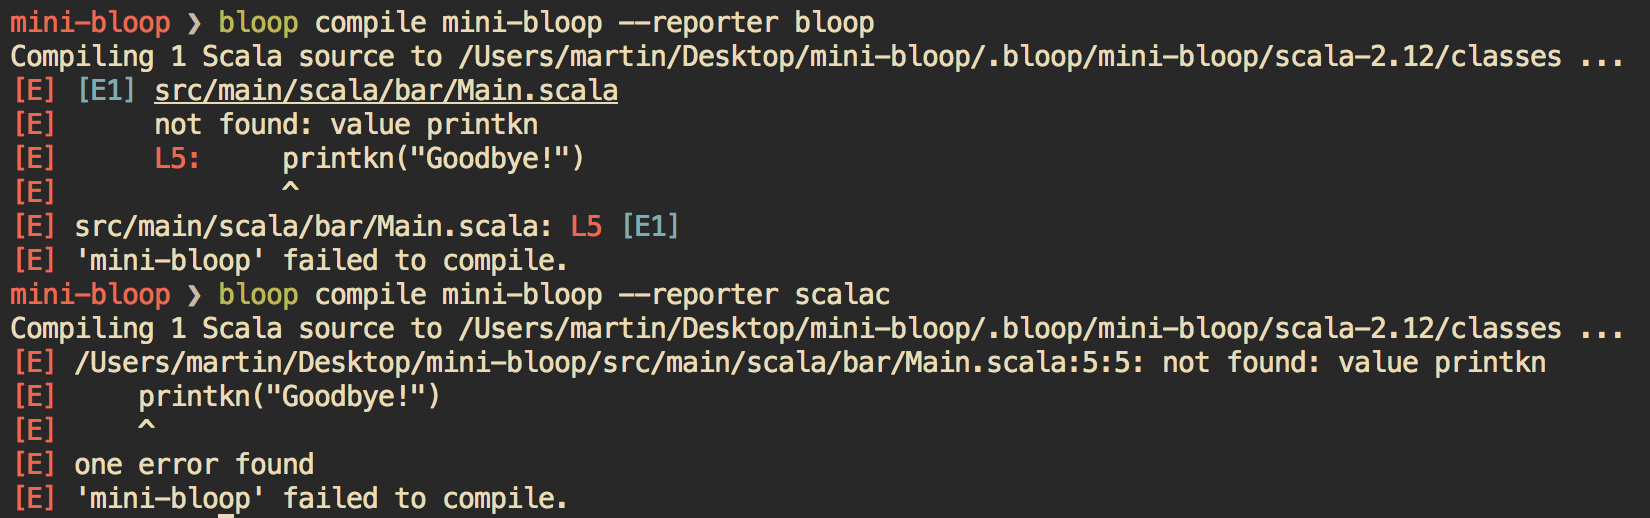 mini-bloop ❯ bloop compile mini-bloop --reporter bloop
Compiling 1 Scala source to /Users/martin/Desktop/mini-bloop/.bloop/mini-bloop/scala-2.12/classes ...
[E] [E1] src/main/scala/bar/Main.scala
[E]      not found: value printkn
[E]      L5:     printkn("Goodbye!")
[E]              ^
[E] src/main/scala/bar/Main.scala: L5 [E1]
[E] 'mini-bloop' failed to compile.
mini-bloop ❯ bloop compile mini-bloop --reporter scalac
Compiling 1 Scala source to /Users/martin/Desktop/mini-bloop/.bloop/mini-bloop/scala-2.12/classes ...
[E] /Users/martin/Desktop/mini-bloop/src/main/scala/bar/Main.scala:5:5: not found: value printkn
[E]     printkn("Goodbye!")
[E]     ^
[E] one error found
[E] 'mini-bloop' failed to compile.